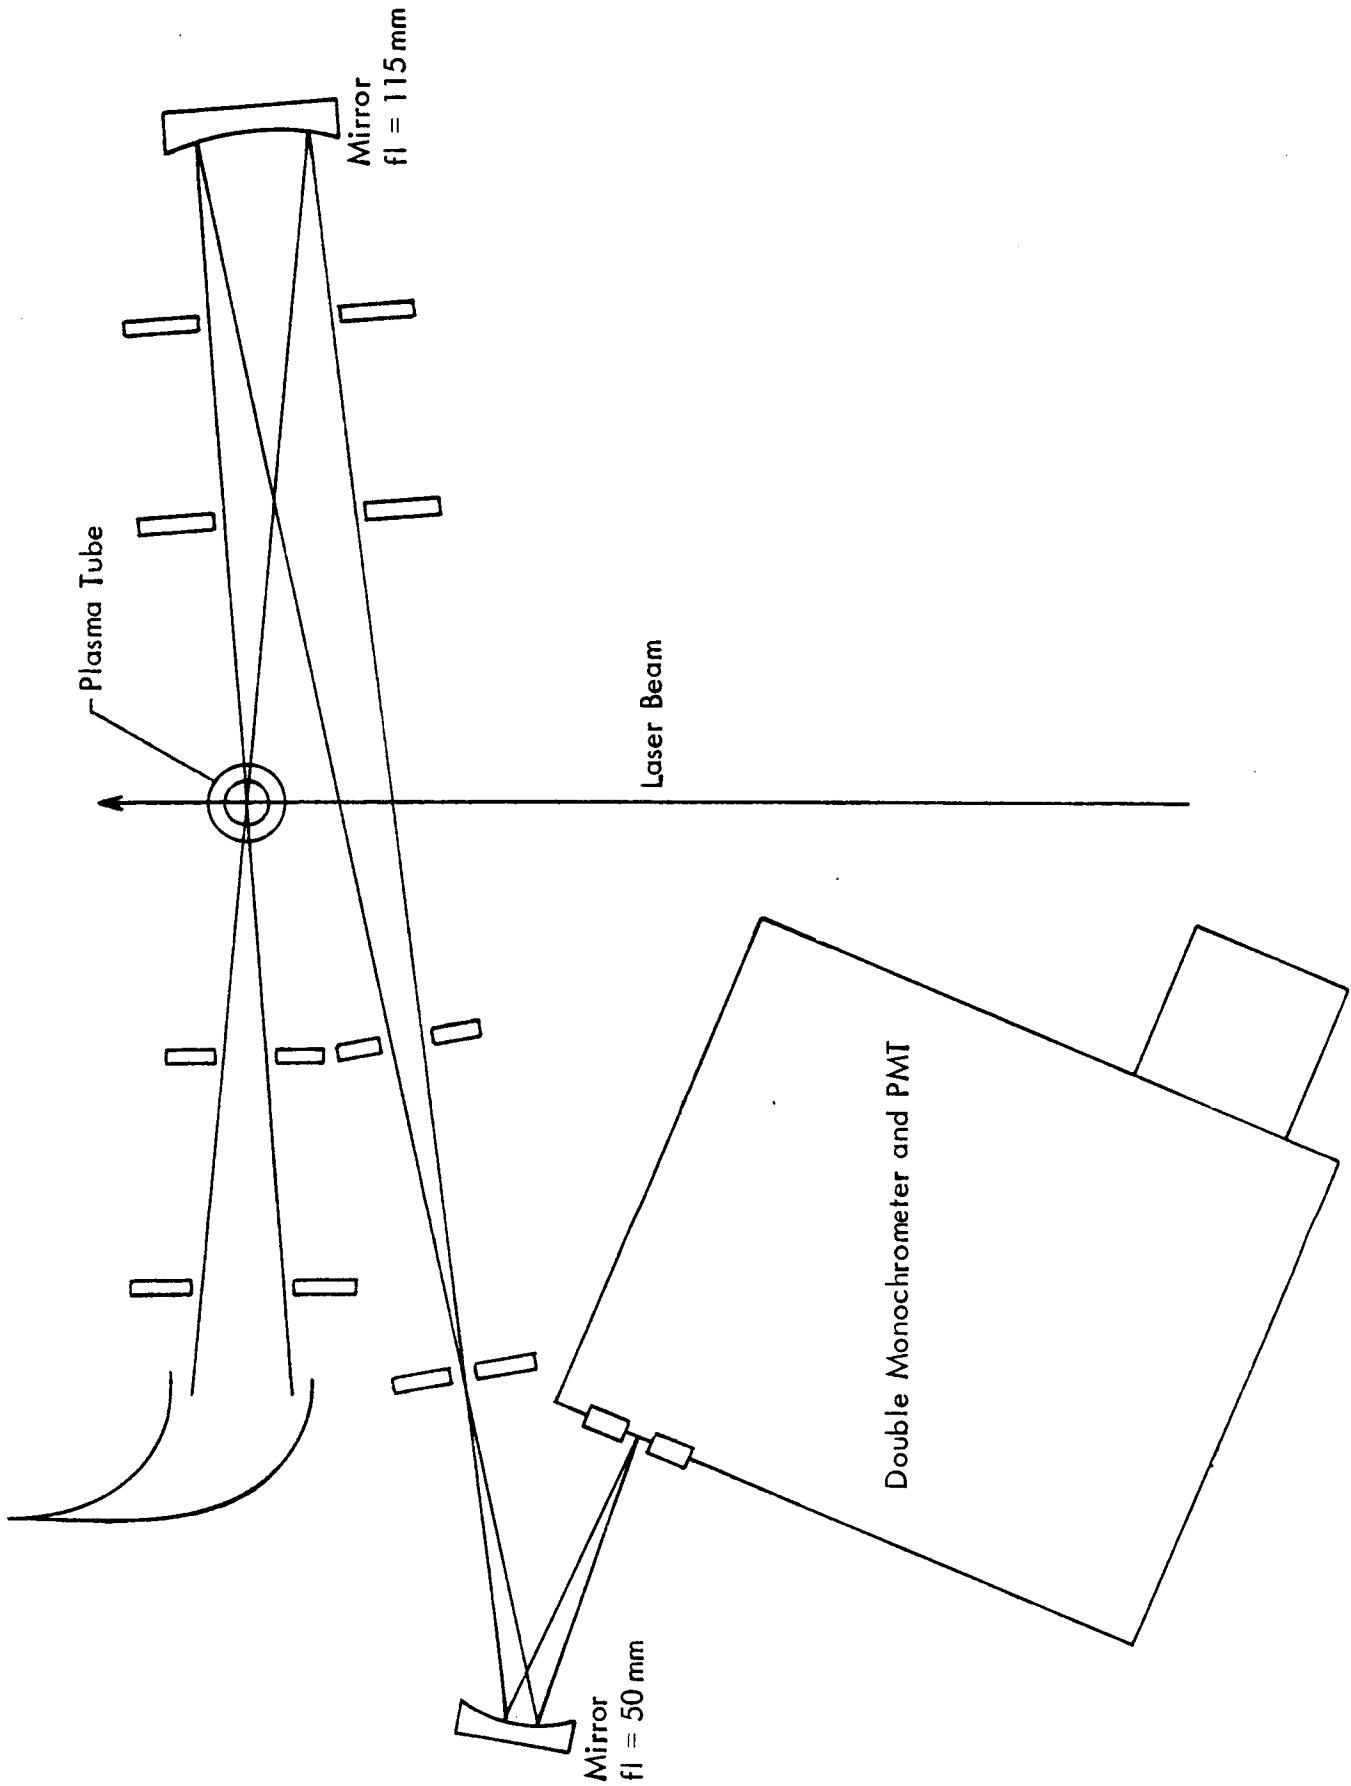 Mirror
fl = 115 mm
Plasma Tube
Laser Beam
Double Monochrometer and PMT
Mirror
fl = 50 mm